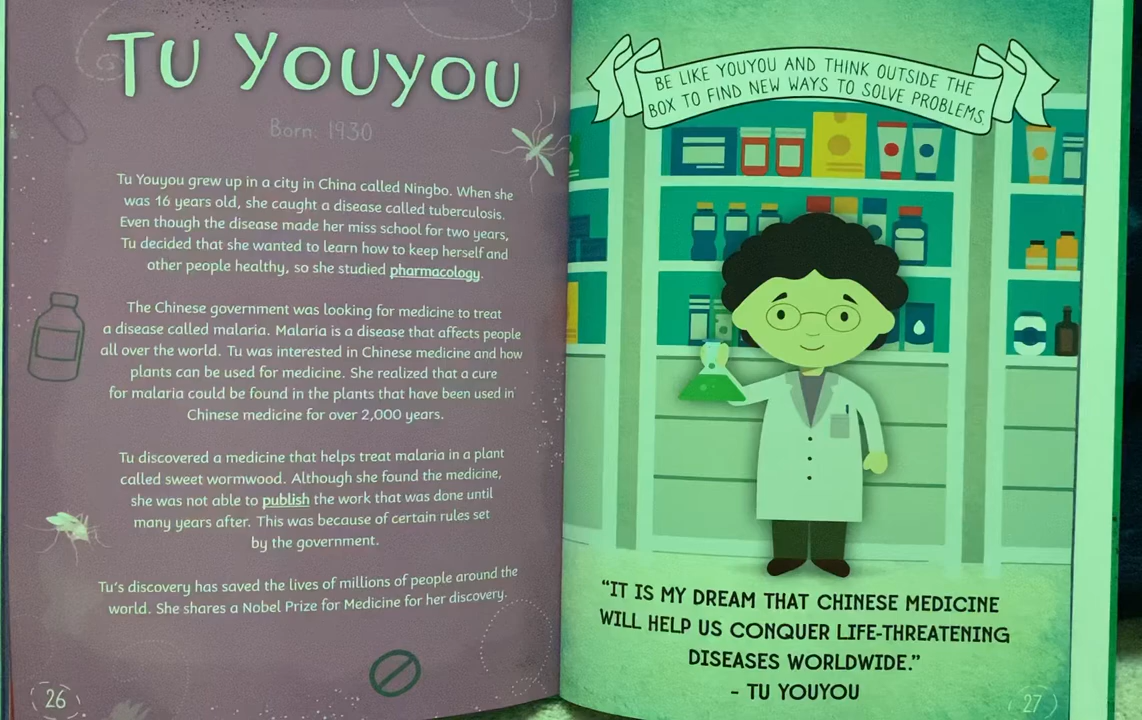 TU YOUYOU
Born: 1930
Tu Youyou grew up in a city in China called Ningbo. When she
was 16 years old, she caught a disease called tuberculosis.
Even though the disease made her miss school for two years,
Tu decided that she wanted to learn how to keep herself and
other people healthy, so she studied pharmacology.
The Chinese government was looking for medicine to treat
a disease called malaria. Malaria is a disease that affects people
all over the world. Tu was interested in Chinese medicine and how
plants can be used for medicine. She realized that a cure
for malaria could be found in the plants that have been used in
Chinese medicine for over 2,000 years.
Tu discovered a medicine that helps treat malaria in a plant
called sweet wormwood. Although she found the medicine,
she was not able to publish the work that was done until
many years after. This was because of certain rules set
by the government.
Tu's discovery has saved the lives of millions of people around the
world. She shares a Nobel Prize for Medicine for her discovery.
26
BE LIKE YOUYOU AND THINK OUTSIDE THE
BOX TO FIND NEW WAYS TO SOLVE PROBLEMS.
"IT IS MY DREAM THAT CHINESE MEDICINE
WILL HELP US CONQUER LIFE-THREATENING
DISEASES WORLDWIDE."
- TU YOUYOU
27